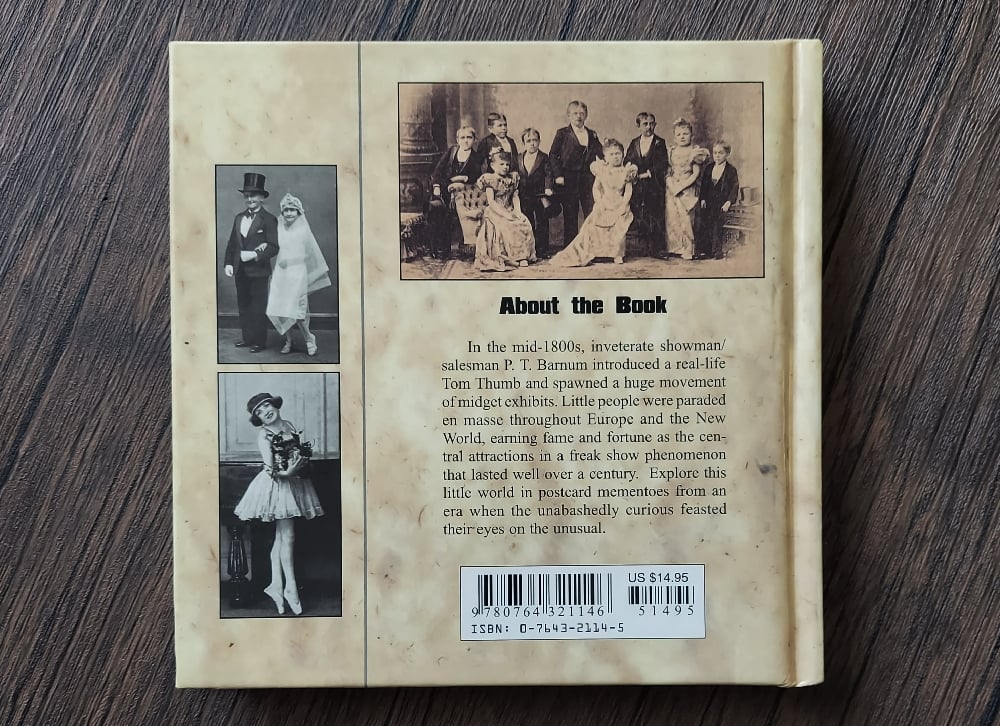 About the Book
In the mid-1800s, inveterate showman/
salesman P. T. Barnum introduced a real-life
Tom Thumb and spawned a huge movement
of midget exhibits. Little people were paraded
en masse throughout Europe and the New
World, earning fame and fortune as the cen-
tral attractions in a freak show phenomenon
that lasted well over a century. Explore this
little world in postcard mementoes from an
era when the unabashedly curious feasted
their eyes on the unusual.
US $14.95
9 780764 321146
51495
ISBN: 0-7643-2114-5